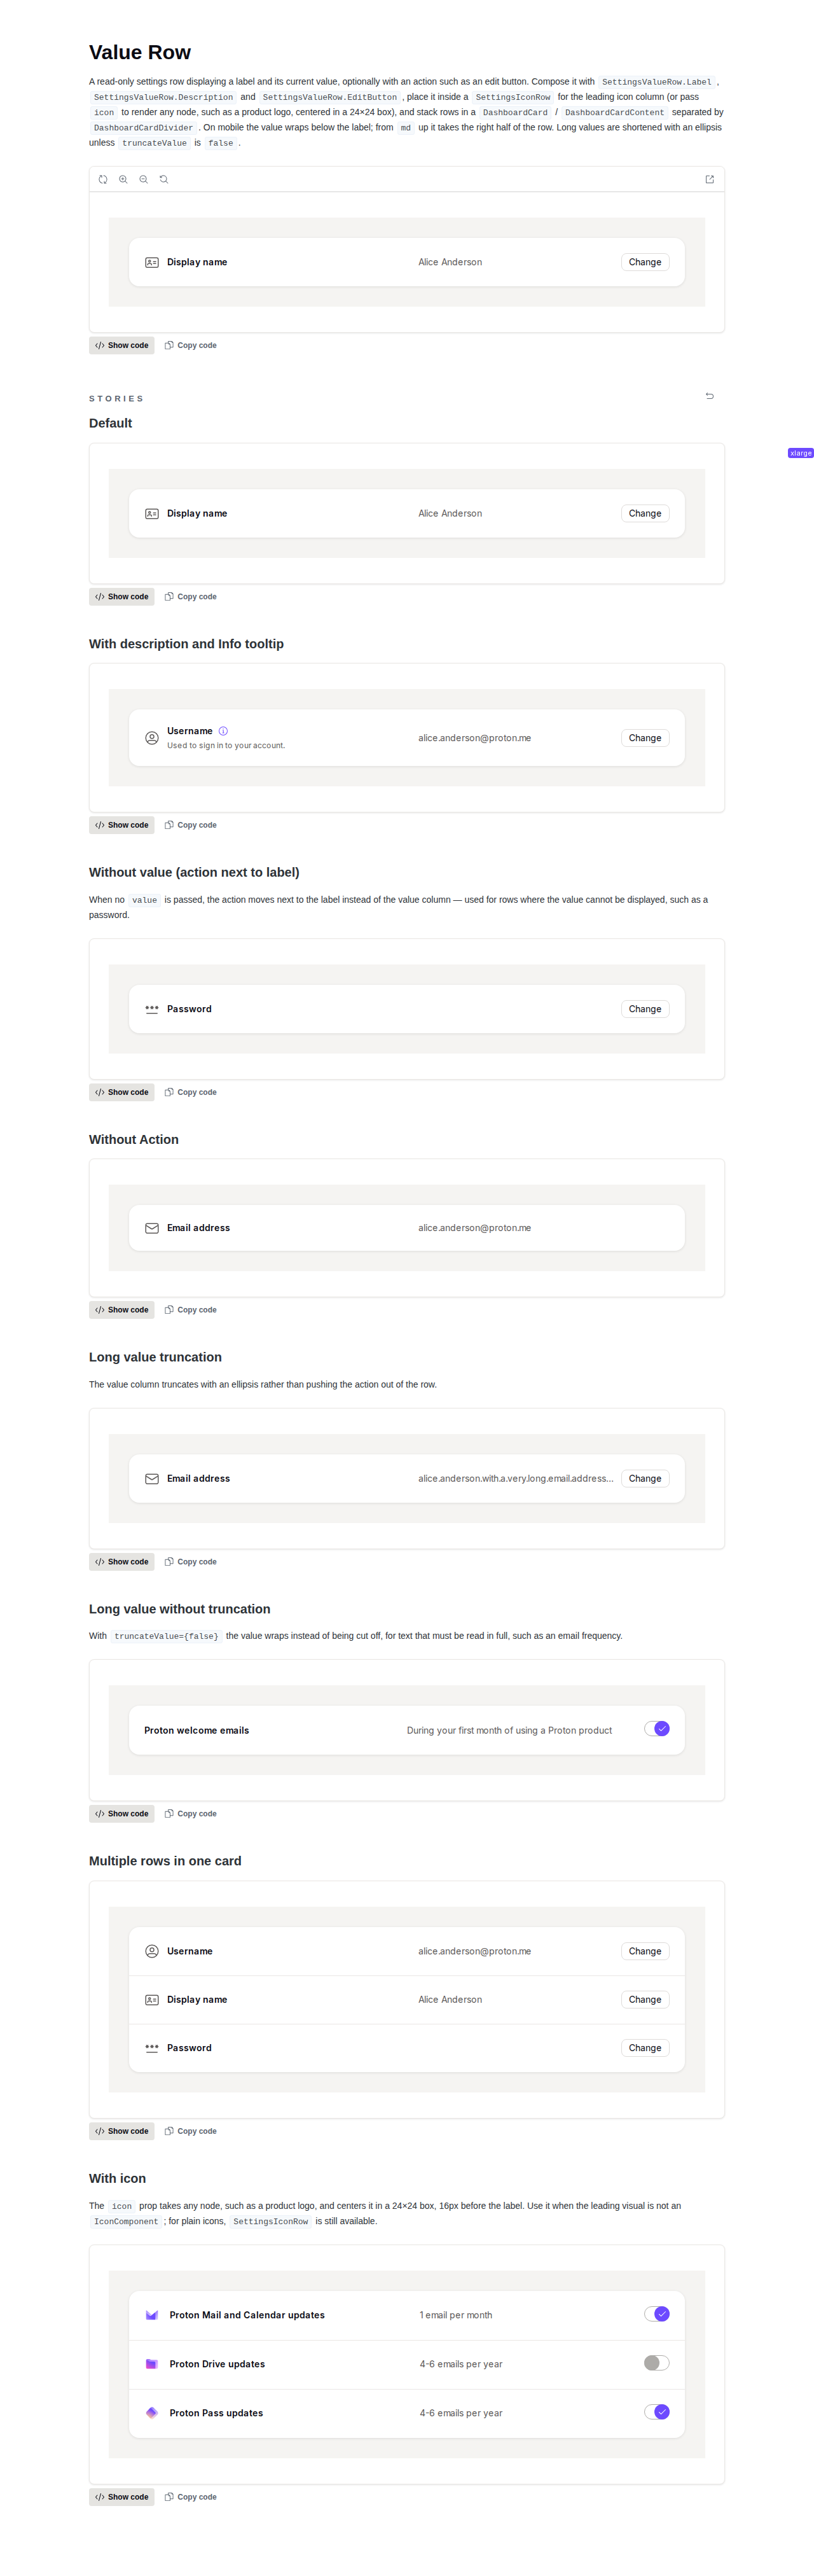 Value Row
A read-only settings row displaying a label and its current value, optionally with an action such as an edit button. Compose it with SettingsValueRow.Label ,
SettingsValueRow.Description and SettingsValueRow.EditButton , place it inside a SettingsIconRow for the leading icon column (or pass
icon to render any node, such as a product logo, centered in a 24×24 box), and stack rows in a DashboardCard / DashboardCardContent separated by
DashboardCardDivider . On mobile the value wraps below the label; from md up it takes the right half of the row. Long values are shortened with an ellipsis
unless truncateValue is false .
Display name Alice Anderson Change
Show code Copy code
STORIES
Default
xlarge
Display name Alice Anderson Change
Show code Copy code
With description and Info tooltip
Username
Used to sign in to your account.
alice.anderson@proton.me Change
Show code Copy code
Without value (action next to label)
When no value is passed, the action moves next to the label instead of the value column — used for rows where the value cannot be displayed, such as a
password.
Password Change
Show code Copy code
Without Action
Email address alice.anderson@proton.me
Show code Copy code
Long value truncation
The value column truncates with an ellipsis rather than pushing the action out of the row.
Email address alice.anderson.with.a.very.long.email.address... Change
Show code Copy code
Long value without truncation
With truncateValue={false} the value wraps instead of being cut off, for text that must be read in full, such as an email frequency.
Proton welcome emails During your first month of using a Proton product
Show code Copy code
Multiple rows in one card
Username alice.anderson@proton.me Change
Display name Alice Anderson Change
Password Change
Show code Copy code
With icon
The icon prop takes any node, such as a product logo, and centers it in a 24×24 box, 16px before the label. Use it when the leading visual is not an
IconComponent ; for plain icons, SettingsIconRow is still available.
Proton Mail and Calendar updates 1 email per month
Proton Drive updates 4-6 emails per year
Proton Pass updates 4-6 emails per year
Show code Copy code